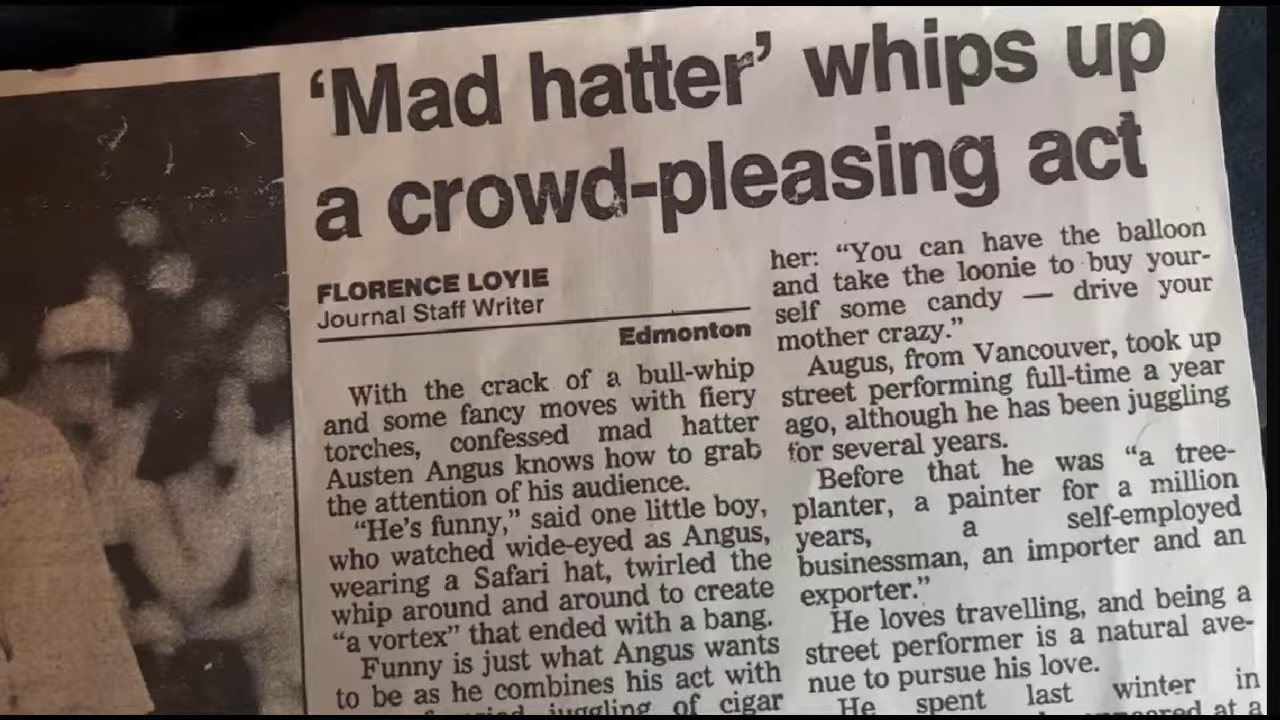 ‘Mad hatter’ whips up
a crowd-pleasing act
FLORENCE LOYIE
Journal Staff Writer
Edmonton
With the crack of a bull-whip
and some fancy moves with fiery
torches, confessed mad hatter
Austen Angus knows how to grab
the attention of his audience.
“He’s funny,” said one little boy,
who watched wide-eyed as Angus,
wearing a Safari hat, twirled the
whip around and around to create
“a vortex” that ended with a bang.
Funny is just what Angus wants
to be as he combines his act with
juggling of cigar
her: “You can have the balloon
and take the loonie to buy your-
self some candy — drive your
mother crazy.”
Augus, from Vancouver, took up
street performing full-time a year
ago, although he has been juggling
for several years.
Before that he was “a tree-
planter, a painter for a million
years, a self-employed
businessman, an importer and an
exporter.”
He loves travelling, and being a
street performer is a natural ave-
nue to pursue his love.
He spent last winter in
at a